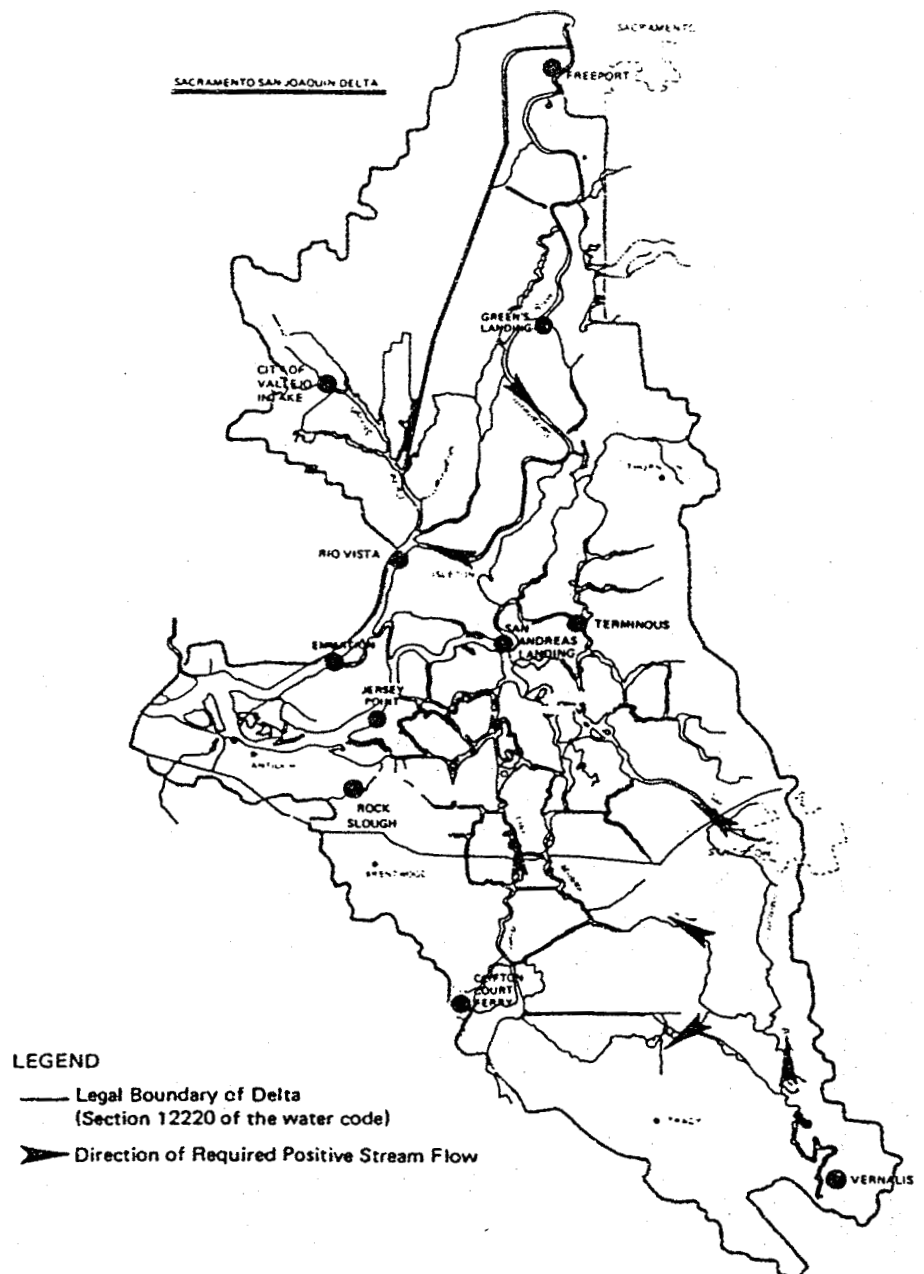 SACRAMENTO
SACRAMENTO SAN JOAQUIN DELTA
FREEPORT
GREEN'S
LANDING
CITY OF
VALLEJO
INTAKE
RIO VISTA
ISLETON
TERMINOUS
SAN
ANDREAS
LANDING
EMMATON
JERSEY
POINT
ANTIOCH
ROCK
SLOUGH
BRENTWOOD
CLIFTON
COURT
FERRY
LEGEND
Legal Boundary of Delta
(Section 12220 of the water code)
Direction of Required Positive Stream Flow
TRACY
VERNALIS